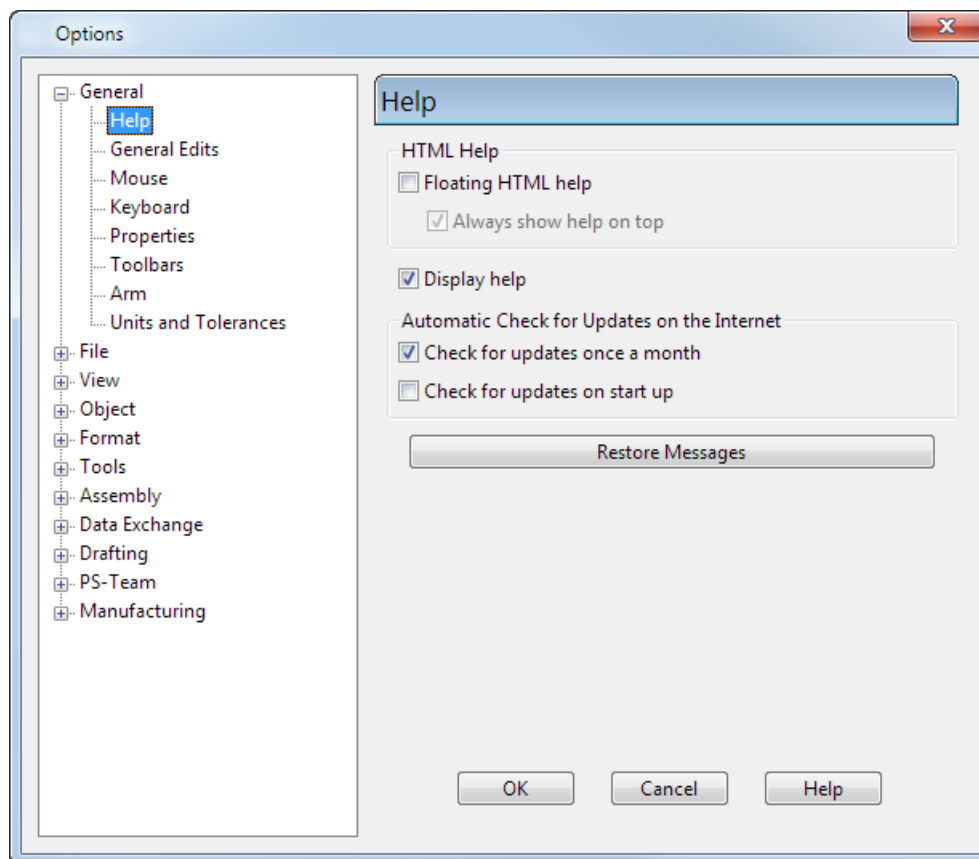 Options
General
Help
General Edits
Mouse
Keyboard
Properties
Toolbars
Arm
Units and Tolerances
File
View
Object
Format
Tools
Assembly
Data Exchange
Drafting
PS-Team
Manufacturing
Help
HTML Help
Floating HTML help
Always show help on top
Display help
Automatic Check for Updates on the Internet
Check for updates once a month
Check for updates on start up
Restore Messages
OK Cancel Help